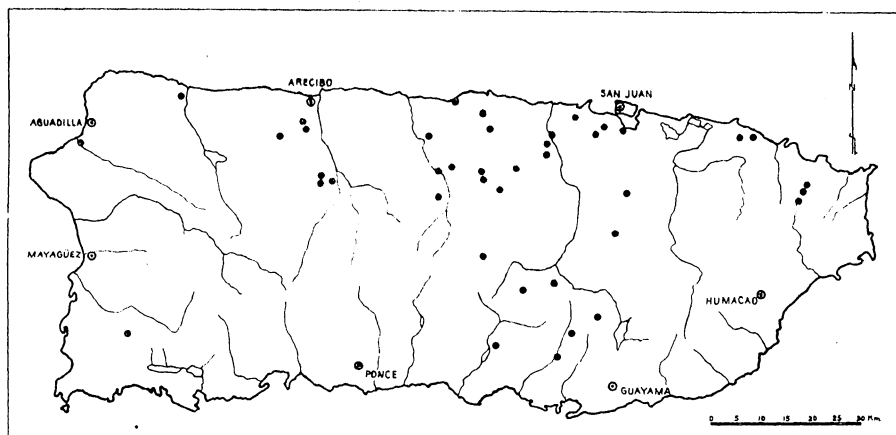 ARECIBO
SAN JUAN
AGUADILLA
MAYAGÜEZ
HUMACAO
PONCE
GUAYAMA
0 5 10 15 20 25 30 Km.